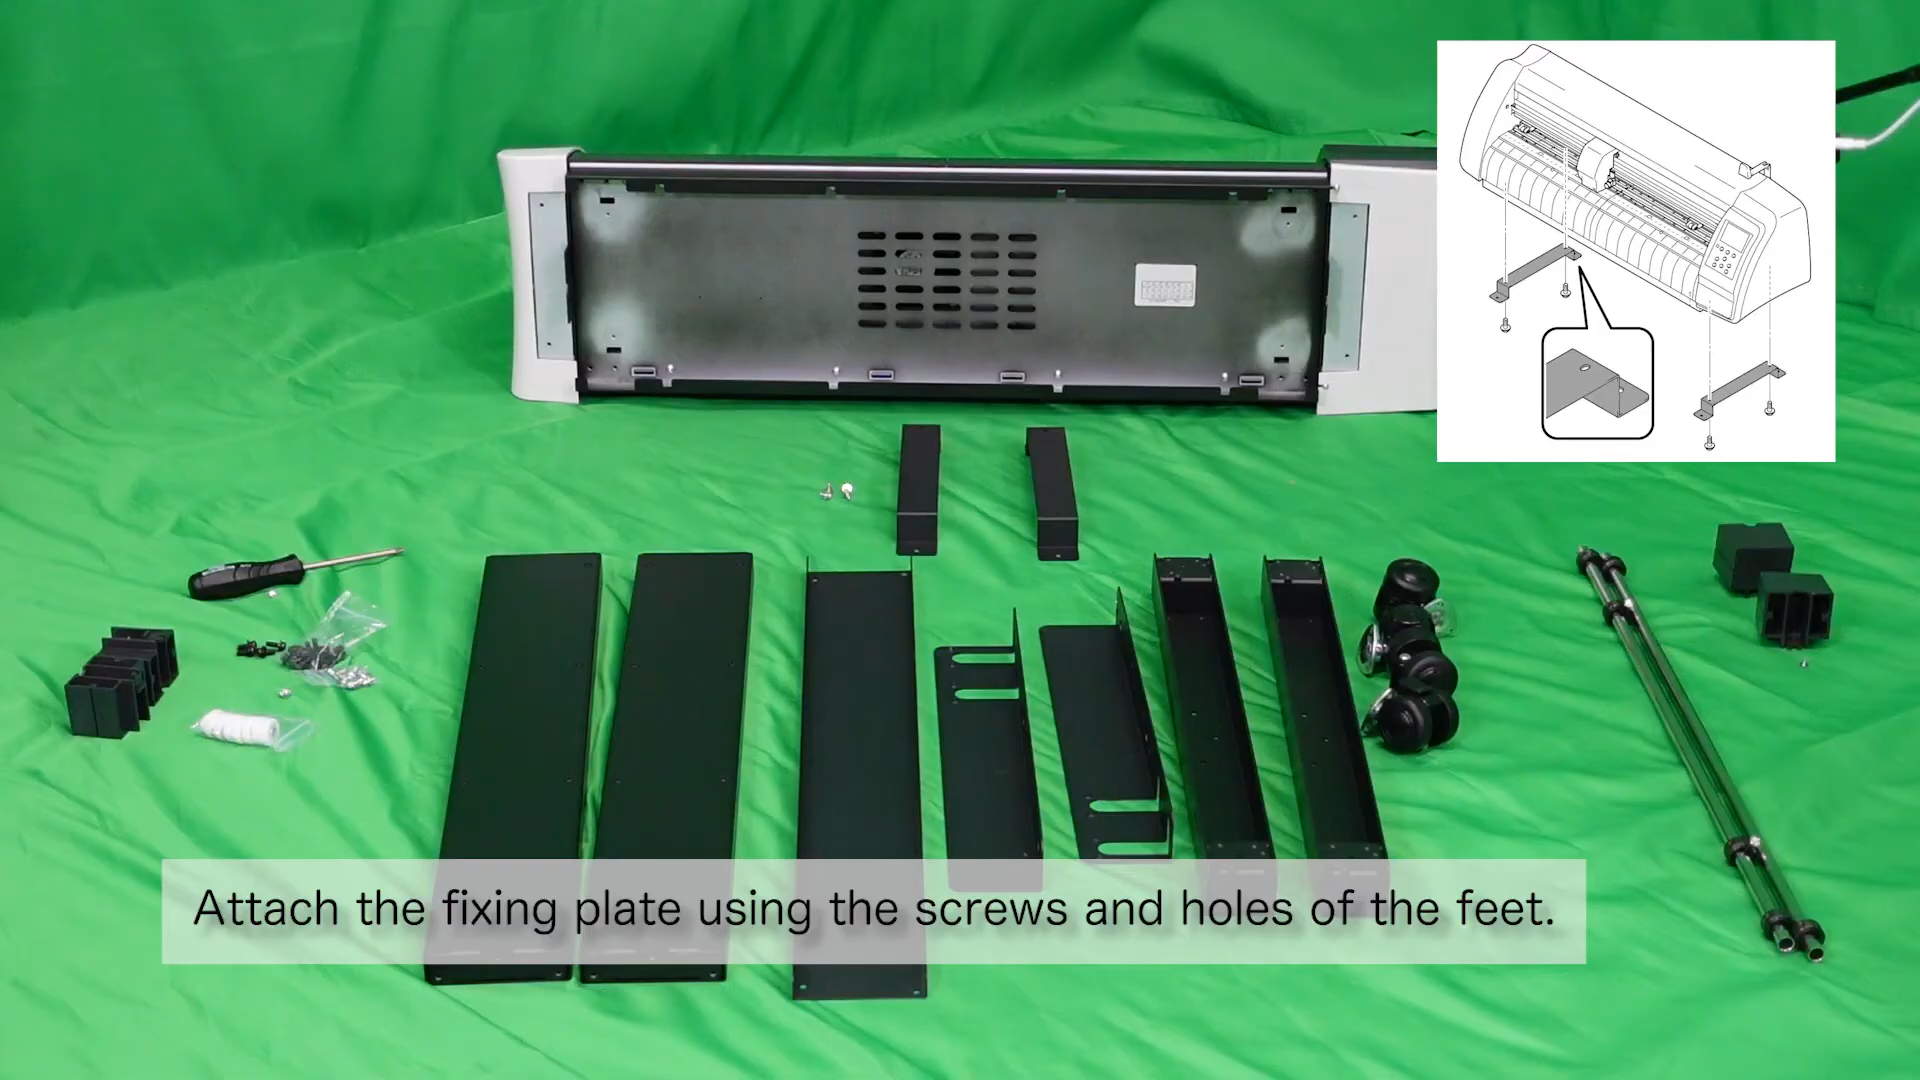 Attach the fixing plate using the screws and holes of the feet.